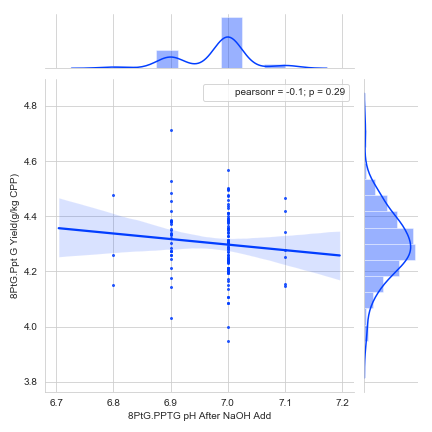 pearsonr = -0.1; p = 0.29
4.8
4.6
4.4
4.2
4.0
3.8
8PtG.Ppt G Yield(g/kg CPP)
6.7 6.8 6.9 7.0 7.1 7.2
8PtG.PPTG pH After NaOH Add